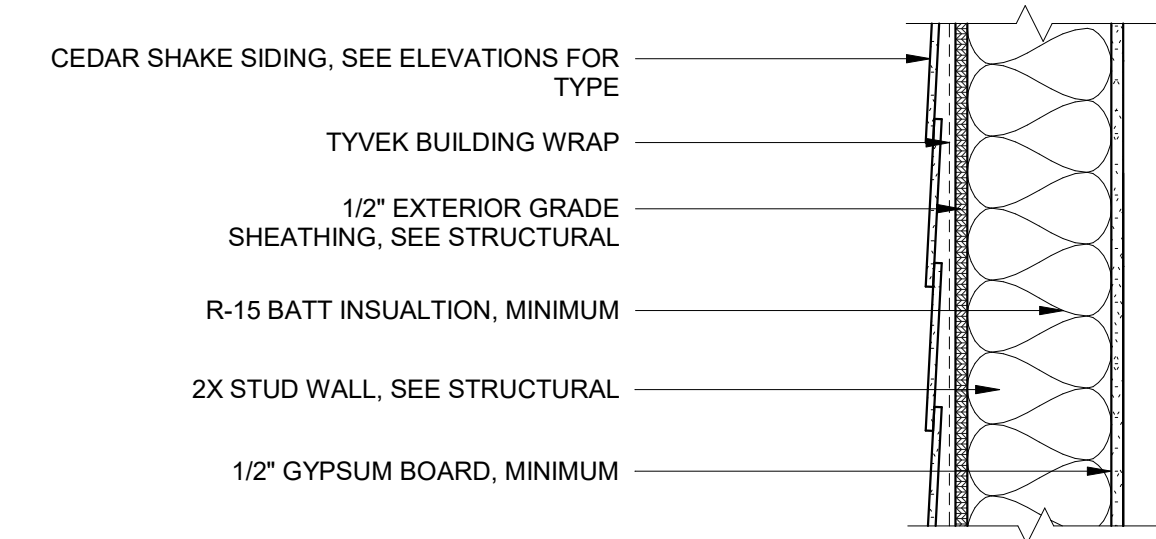 CEDAR SHAKE SIDING, SEE ELEVATIONS FOR
TYPE
TYVEK BUILDING WRAP
1/2" EXTERIOR GRADE
SHEATHING, SEE STRUCTURAL
R-15 BATT INSUALTION, MINIMUM
2X STUD WALL, SEE STRUCTURAL
1/2" GYPSUM BOARD, MINIMUM